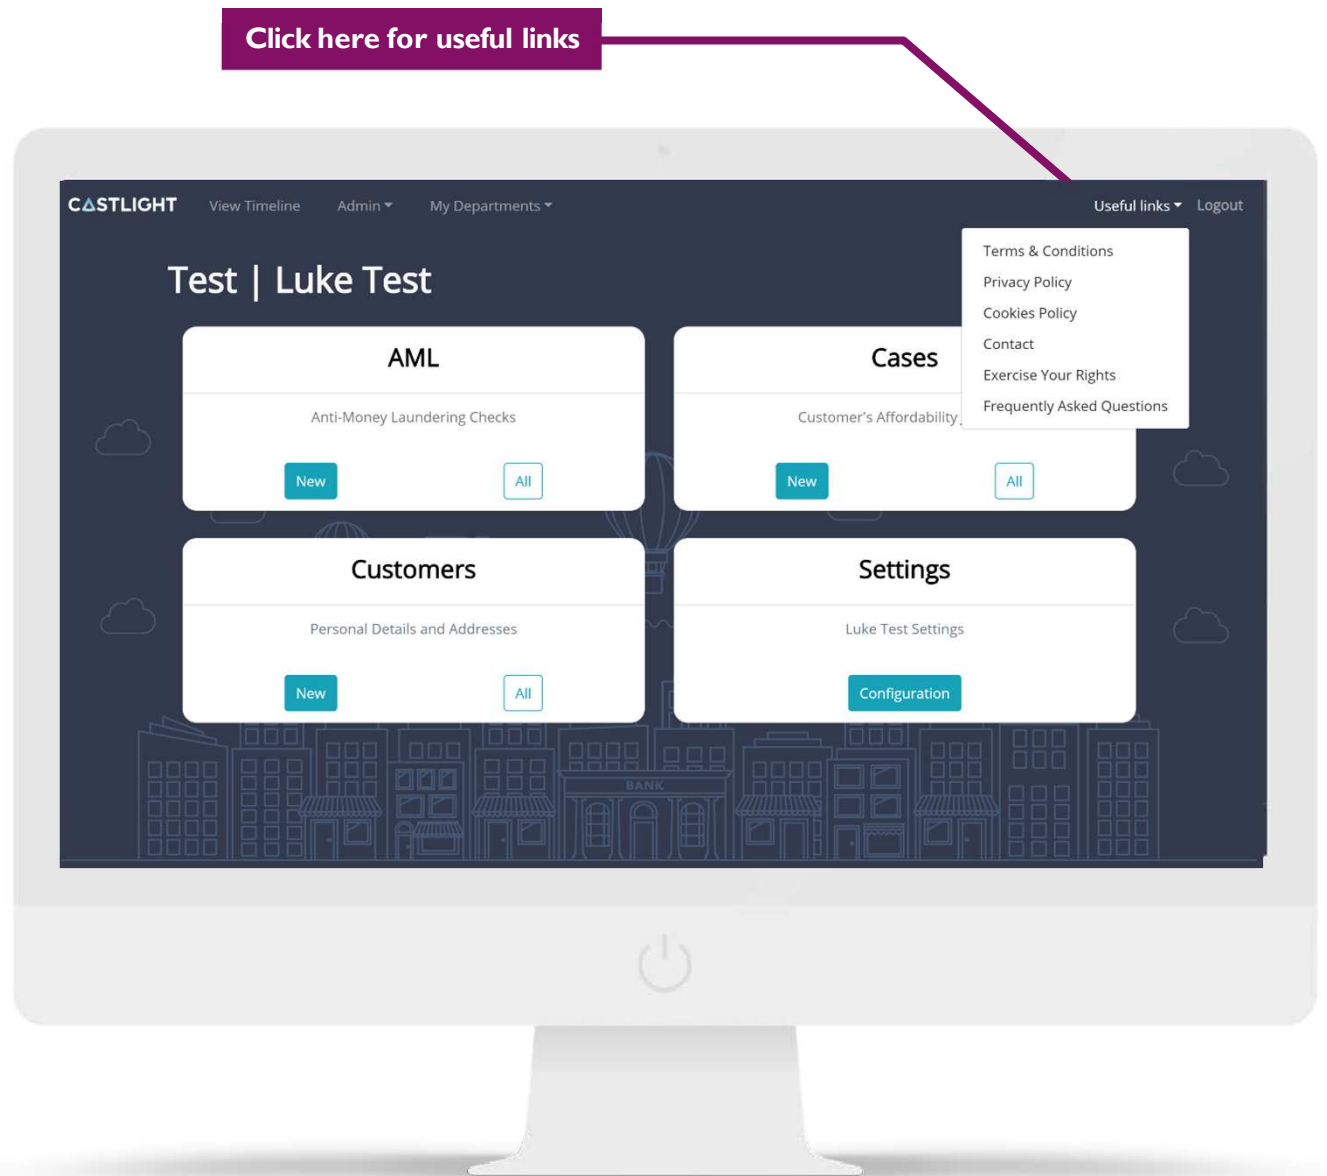 Click here for useful links
CASTLIGHT View Timeline Admin My Departments Useful links Logout
Terms & Conditions
Privacy Policy
Cookies Policy
Contact
Exercise Your Rights
Frequently Asked Questions
Test | Luke Test
AML
Anti-Money Laundering Checks
New All
Cases
Customer's Affordability
New All
Customers
Personal Details and Addresses
New All
Settings
Luke Test Settings
Configuration
BANK